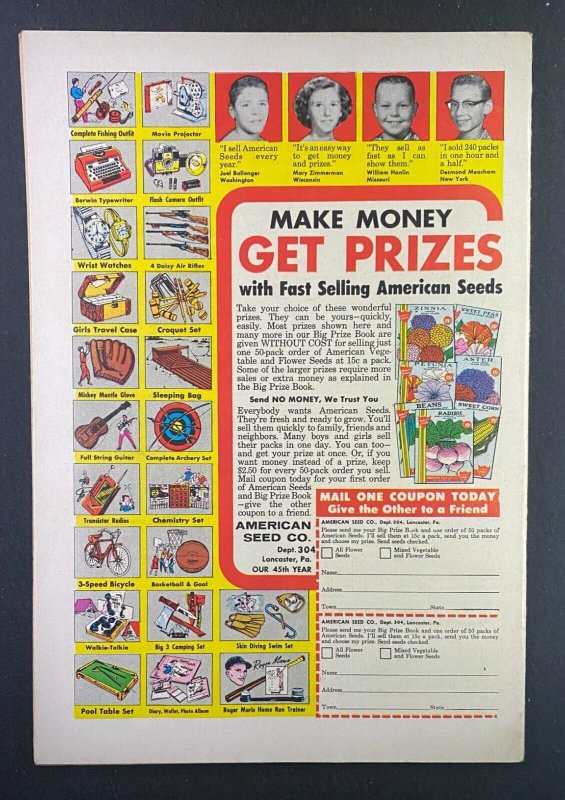 Complete Fishing Outfit
Movie Projector
Berwin Typewriter
Flash Camera Outfit
Wrist Watches
4 Daisy Air Rifles
Girls Travel Case
Croquet Set
Mickey Mantle Glove
Sleeping Bag
Full String Guitar
Complete Archery Set
Transistor Radios
Chemistry Set
3-Speed Bicycle
Basketball & Goal
Walkie-Talkie
Big 3 Camping Set
Skin Diving Swim Set
Pool Table Set
Diary, Wallet, Photo Album
Roger Maris
Roger Maris Home Run Trainer
"I sell American
Seeds every
year."
Joel Ballenger
Washington
"It's an easy way
to get money
and prizes."
Mary Zimmerman
Wisconsin
"They sell as
fast as I can
show them."
William Hanlin
Missouri
"I sold 240 packs
in one hour and
a half."
Desmond Meacham
New York
MAKE MONEY
GET PRIZES
with Fast Selling American Seeds
Take your choice of these wonderful
prizes. They can be yours—quickly,
easily. Most prizes shown here and
many more in our Big Prize Book are
given WITHOUT COST for selling just
one 50-pack order of American Vege-
table and Flower Seeds at 15c a pack.
Some of the larger prizes require more
sales or extra money as explained in
the Big Prize Book.
Send NO MONEY, We Trust You
Everybody wants American Seeds.
They're fresh and ready to grow. You'll
sell them quickly to family, friends and
neighbors. Many boys and girls sell
their packs in one day. You can too—
and get your prize at once. Or, if you
want money instead of a prize, keep
$2.50 for every 50-pack order you sell.
Mail coupon today for your first order
of American Seeds
and Big Prize Book
—give the other
coupon to a friend.
AMERICAN
SEED CO.
Dept. 304
Lancaster, Pa.
OUR 45th YEAR
ZINNIA
SWEET PEAS
PETUNIA
ASTER
BEANS
SWEET CORN
RADISH
MAIL ONE COUPON TODAY
Give the Other to a Friend
AMERICAN SEED CO., Dept. 304, Lancaster, Pa.
Please send me your Big Prize Book and one order of 50 packs of
American Seeds. I'll sell them at 15c a pack, send you the money
and choose my prize. Send seeds checked.
All Flower
Seeds
Mixed Vegetable
and Flower Seeds
Name
Address
Town State
AMERICAN SEED CO., Dept. 304, Lancaster, Pa.
Please send me your Big Prize Book and one order of 50 packs of
American Seeds. I'll sell them at 15c a pack, send you the money
and choose my prize. Send seeds checked.
All Flower
Seeds
Mixed Vegetable
and Flower Seeds
Name
Address
Town State